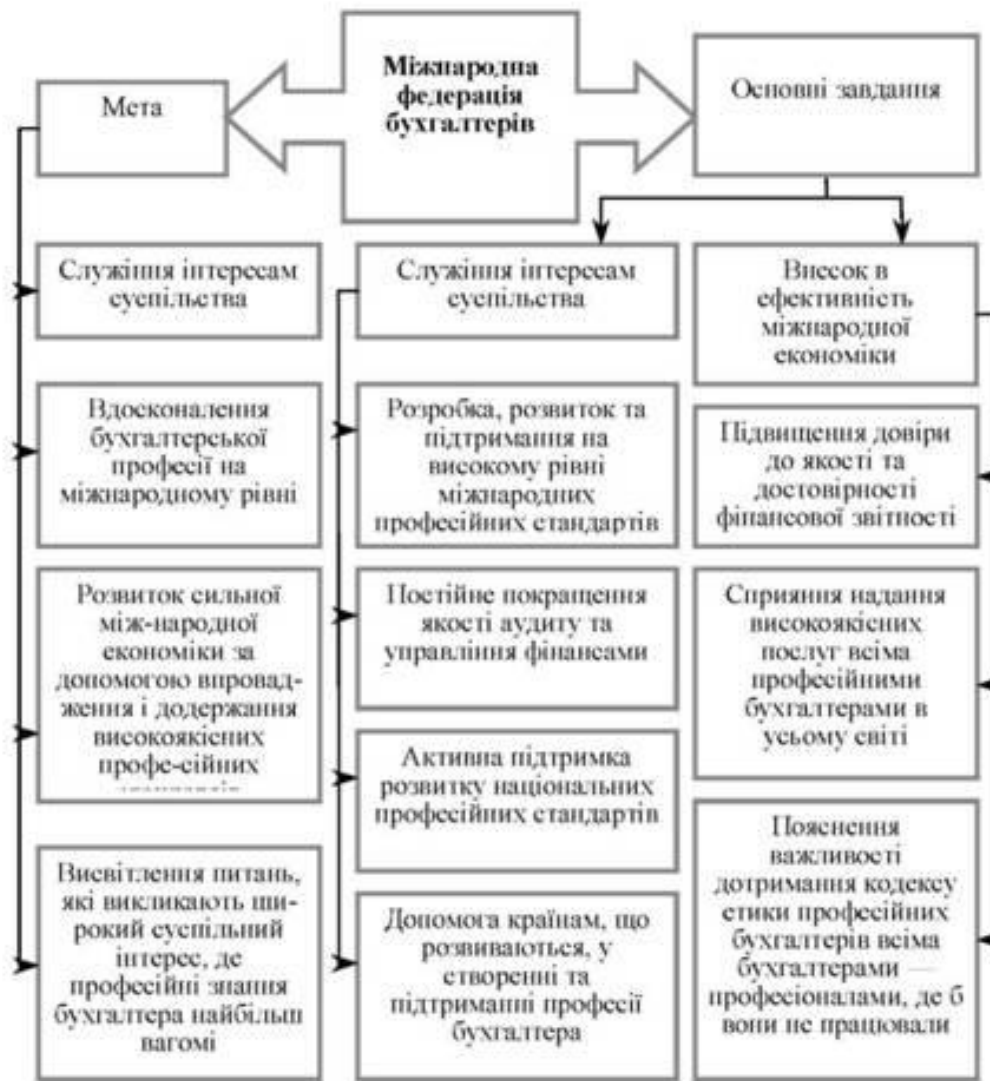 Міжнародна
федерація
бухгалтерів
Мета
Основні завдання
Служіння інтересам
суспільства
Вдосконалення
бухгалтерської
професії на
міжнародному рівні
Розвиток сильної
між-народної
економіки за
допомогою впровад-
ження і додержання
високоякісних
профе-сійних
Висвітлення питань,
які викликають ши-
рокий суспільний
інтерес, де
професійні знання
бухгалтера найбільш
вагомі
Служіння інтересам
суспільства
Розробка, розвиток та
підтримання на
високому рівні
міжнародних
професійних стандартів
Постійне покращення
якості аудиту та
управління фінансами
Активна підтримка
розвитку національних
професійних стандартів
Допомога країнам, що
розвиваються, у
створенні та
підтриманні професії
бухгалтера
Внесок в
ефективність
міжнародної
економіки
Підвищення довіри
до якості та
достовірності
фінансової звітності
Сприяння надання
високоякісних
послуг всіма
професійними
бухгалтерами в
усьому світі
Пояснення
важливості
дотримання кодексу
етики професійних
бухгалтерів всіма
бухгалтерами —
професіоналами, де б
вони не працювали